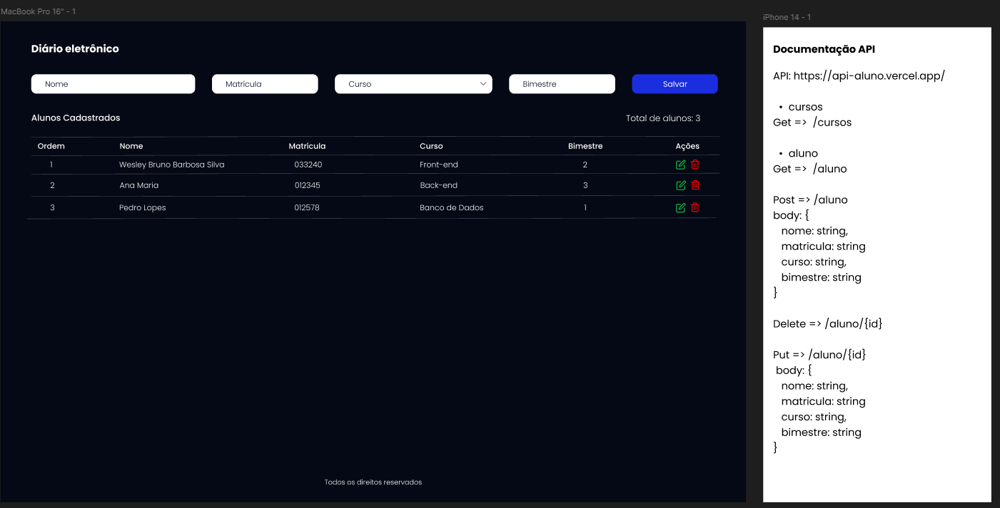 MacBook Pro 16" - 1
Diário eletrônico
Nome Matrícula Curso Bimestre Salvar
Alunos Cadastrados Total de alunos: 3
Ordem Nome Matrícula Curso Bimestre Ações
1 Wesley Bruno Barbosa Silva 033240 Front-end 2
2 Ana Maria 012345 Back-end 3
3 Pedro Lopes 012578 Banco de Dados 1
Todos os direitos reservados
iPhone 14 - 1
Documentação API
API: https://api-aluno.vercel.app/
• cursos
Get => /cursos
• aluno
Get => /aluno
Post => /aluno
body: {
nome: string,
matricula: string
curso: string,
bimestre: string
}
Delete => /aluno/{id}
Put => /aluno/{id}
body: {
nome: string,
matricula: string
curso: string,
bimestre: string
}